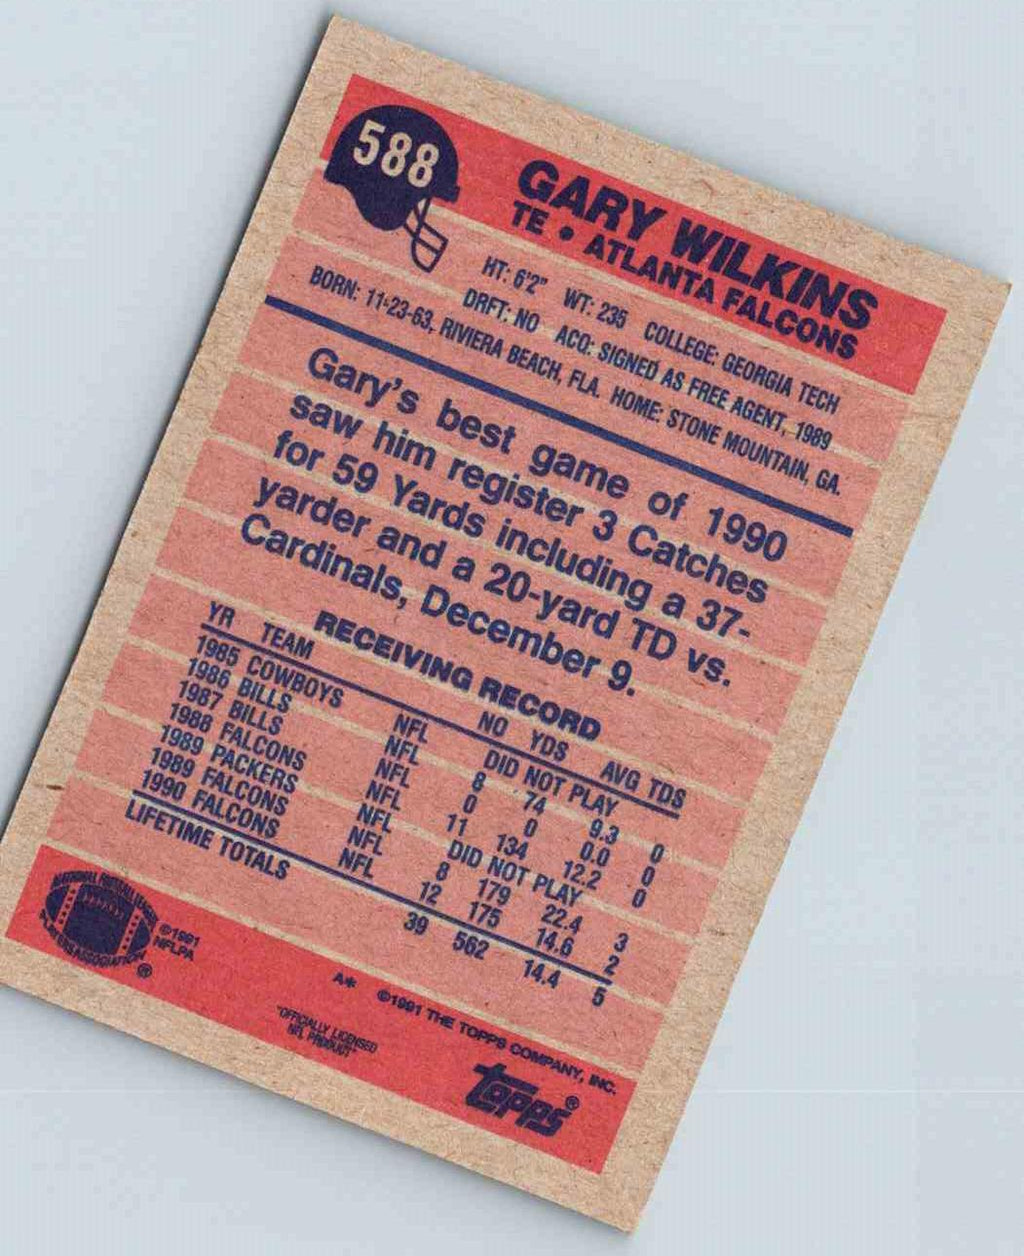 588
GARY WILKINS
TE • ATLANTA FALCONS
HT: 6'2" WT: 235 COLLEGE: GEORGIA TECH
DRFT: NO ACQ: SIGNED AS FREE AGENT, 1989
BORN: 11-23-63, RIVIERA BEACH, FLA. HOME: STONE MOUNTAIN, GA.
Gary's best game of 1990
saw him register 3 Catches
for 59 Yards including a 37-
yarder and a 20-yard TD vs.
Cardinals, December 9.
RECEIVING RECORD
YR TEAM NO YDS AVG TDS
1985 COWBOYS NFL DID NOT PLAY
1986 BILLS NFL 8 74 9.3 0
1987 BILLS NFL 0 0 0.0 0
1988 FALCONS NFL 11 134 12.2 0
1989 PACKERS NFL DID NOT PLAY
1989 FALCONS NFL 8 179 22.4 3
1990 FALCONS NFL 12 175 14.6 2
LIFETIME TOTALS 39 562 14.4 5
NATIONAL FOOTBALL LEAGUE
PLAYERS ASSOCIATION ®
©1991
NFLPA
A* ©1991 THE TOPPS COMPANY, INC.
"OFFICIALLY LICENSED
NFL PRODUCT"
topps®